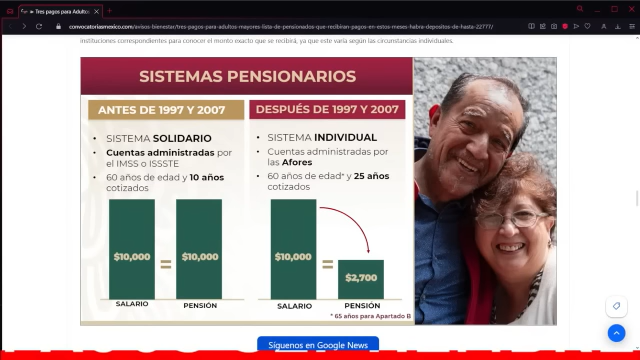 Tres pagos para Adulto
convocatoriasmexico.com/avisos-bienestar/tres-pagos-para-adultos-mayores-lista-de-pensionados-que-recibiran-pagos-en-estos-meses-habra-depositos-de-hasta-22777/
instituciones correspondientes para conocer el monto exacto que se recibirá, ya que este varía según las circunstancias individuales.
SISTEMAS PENSIONARIOS
ANTES DE 1997 Y 2007
• SISTEMA SOLIDARIO
• Cuentas administradas por
el IMSS o ISSSTE
• 60 años de edad y 10 años
cotizados
$10,000 = $10,000
SALARIO PENSIÓN
DESPUÉS DE 1997 Y 2007
• SISTEMA INDIVIDUAL
• Cuentas administradas por
las Afores
• 60 años de edad* y 25 años
cotizados
$10,000 = $2,700
SALARIO PENSIÓN
* 65 años para Apartado B
Síguenos en Google News